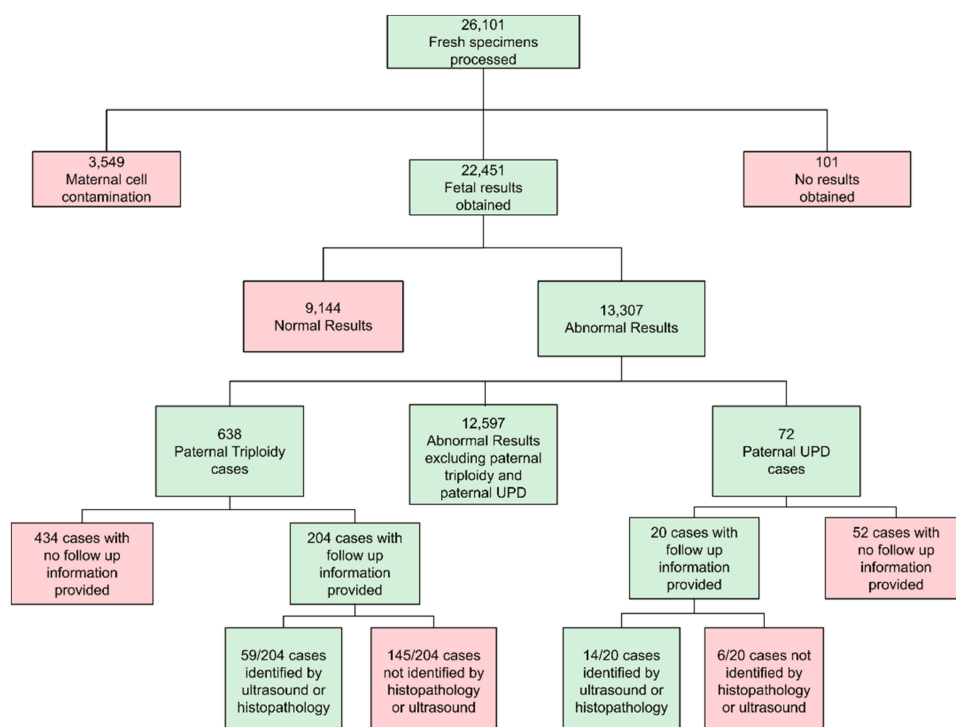 26,101
Fresh specimens
processed
3,549
Maternal cell
contamination
22,451
Fetal results
obtained
101
No results
obtained
9,144
Normal Results
13,307
Abnormal Results
638
Paternal Triploidy
cases
12,597
Abnormal Results
excluding paternal
triploidy and
paternal UPD
72
Paternal UPD
cases
434 cases with
no follow up
information
provided
204 cases with
follow up
information
provided
20 cases with
follow up
information
provided
52 cases with
no follow up
information
provided
59/204 cases
identified by
ultrasound or
histopathology
145/204 cases
not identified by
histopathology
or ultrasound
14/20 cases
identified by
ultrasound or
histopathology
6/20 cases not
identified by
histopathology
or ultrasound